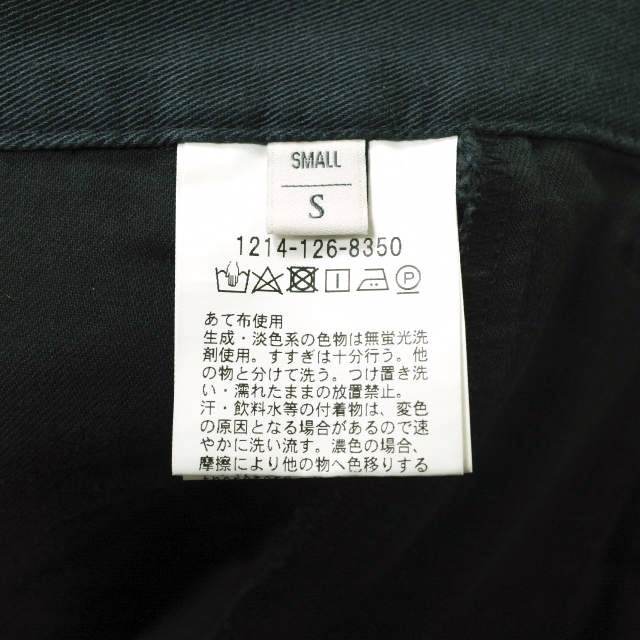 SMALL
S
1214-126-8350
あて布使用
生成・淡色系の色物は無蛍光洗
剤使用。すすぎは十分行う。他
の物と分けて洗う。つけ置き洗
い・濡れたままの放置禁止。
汗・飲料水等の付着物は、変色
の原因となる場合があるので速
やかに洗い流す。濃色の場合、
摩擦により他の物へ色移りする